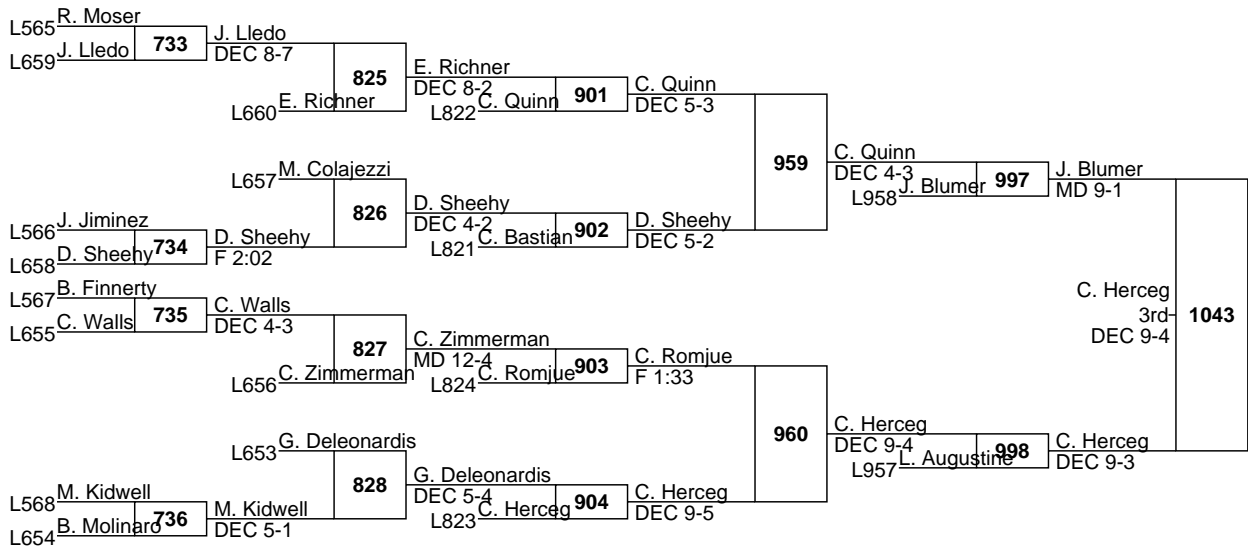 R. Moser
L565
733
J. Lledo
DEC 8-7
J. Lledo
L659
825
E. Richner
DEC 8-2
E. Richner
L660
901
C. Quinn
DEC 5-3
C. Quinn
L822
M. Colajezzi
L657
959
C. Quinn
DEC 4-3
997
J. Blumer
MD 9-1
J. Blumer
L958
826
D. Sheehy
DEC 4-2
J. Jiminez
L566
734
D. Sheehy
F 2:02
D. Sheehy
L658
902
D. Sheehy
DEC 5-2
C. Bastian
L821
B. Finnerty
L567
735
C. Walls
DEC 4-3
C. Walls
L655
C. Herceg
3rd
DEC 9-4
1043
827
C. Zimmerman
MD 12-4
C. Zimmerman
L656
903
C. Romjue
F 1:33
C. Romjue
L824
G. Deleonardis
L653
960
C. Herceg
DEC 9-4
998
C. Herceg
DEC 9-3
L. Augustine
L957
828
G. Deleonardis
DEC 5-4
M. Kidwell
L568
736
M. Kidwell
DEC 5-1
B. Molinaro
L654
904
C. Herceg
DEC 9-5
C. Herceg
L823